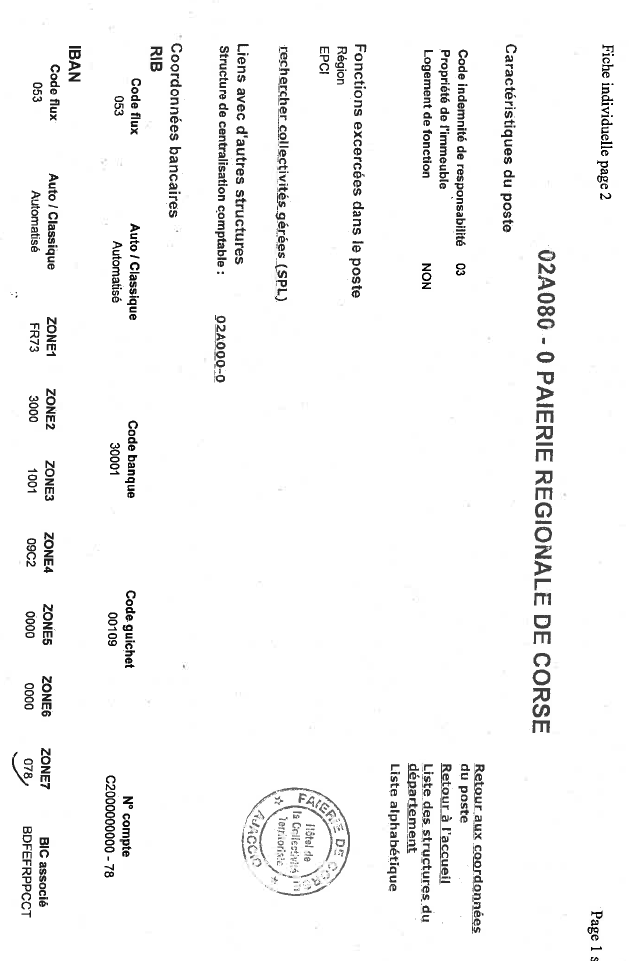 Fiche individuelle page 2
Page 1 s
02A080 - 0 PAIERIE REGIONALE DE CORSE
Caractéristiques du poste
Code indemnité de responsabilité 03
Propriété de l'immeuble
Logement de fonction NON
Retour aux coordonnées
du poste
Retour à l'accueil
Liste des structures du
département
Liste alphabétique
Fonctions excercées dans le poste
Région
EPCI
rechercher collectivités gérées (SPL)
Liens avec d'autres structures
Structure de centralisation comptable : 02A000-0
PAIERIE DE CORSE
Hôtel de
la Collectivité
Territoriale
AJACCIO
Coordonnées bancaires
RIB
Code flux Auto / Classique Code banque Code guichet N° compte
053 Automatisé 30001 00109 C2000000000 - 78
IBAN
Code flux Auto / Classique ZONE1 ZONE2 ZONE3 ZONE4 ZONE5 ZONE6 ZONE7 BIC associé
053 Automatisé FR73 3000 1001 09C2 0000 0000 078 BDFEFRPPCCT